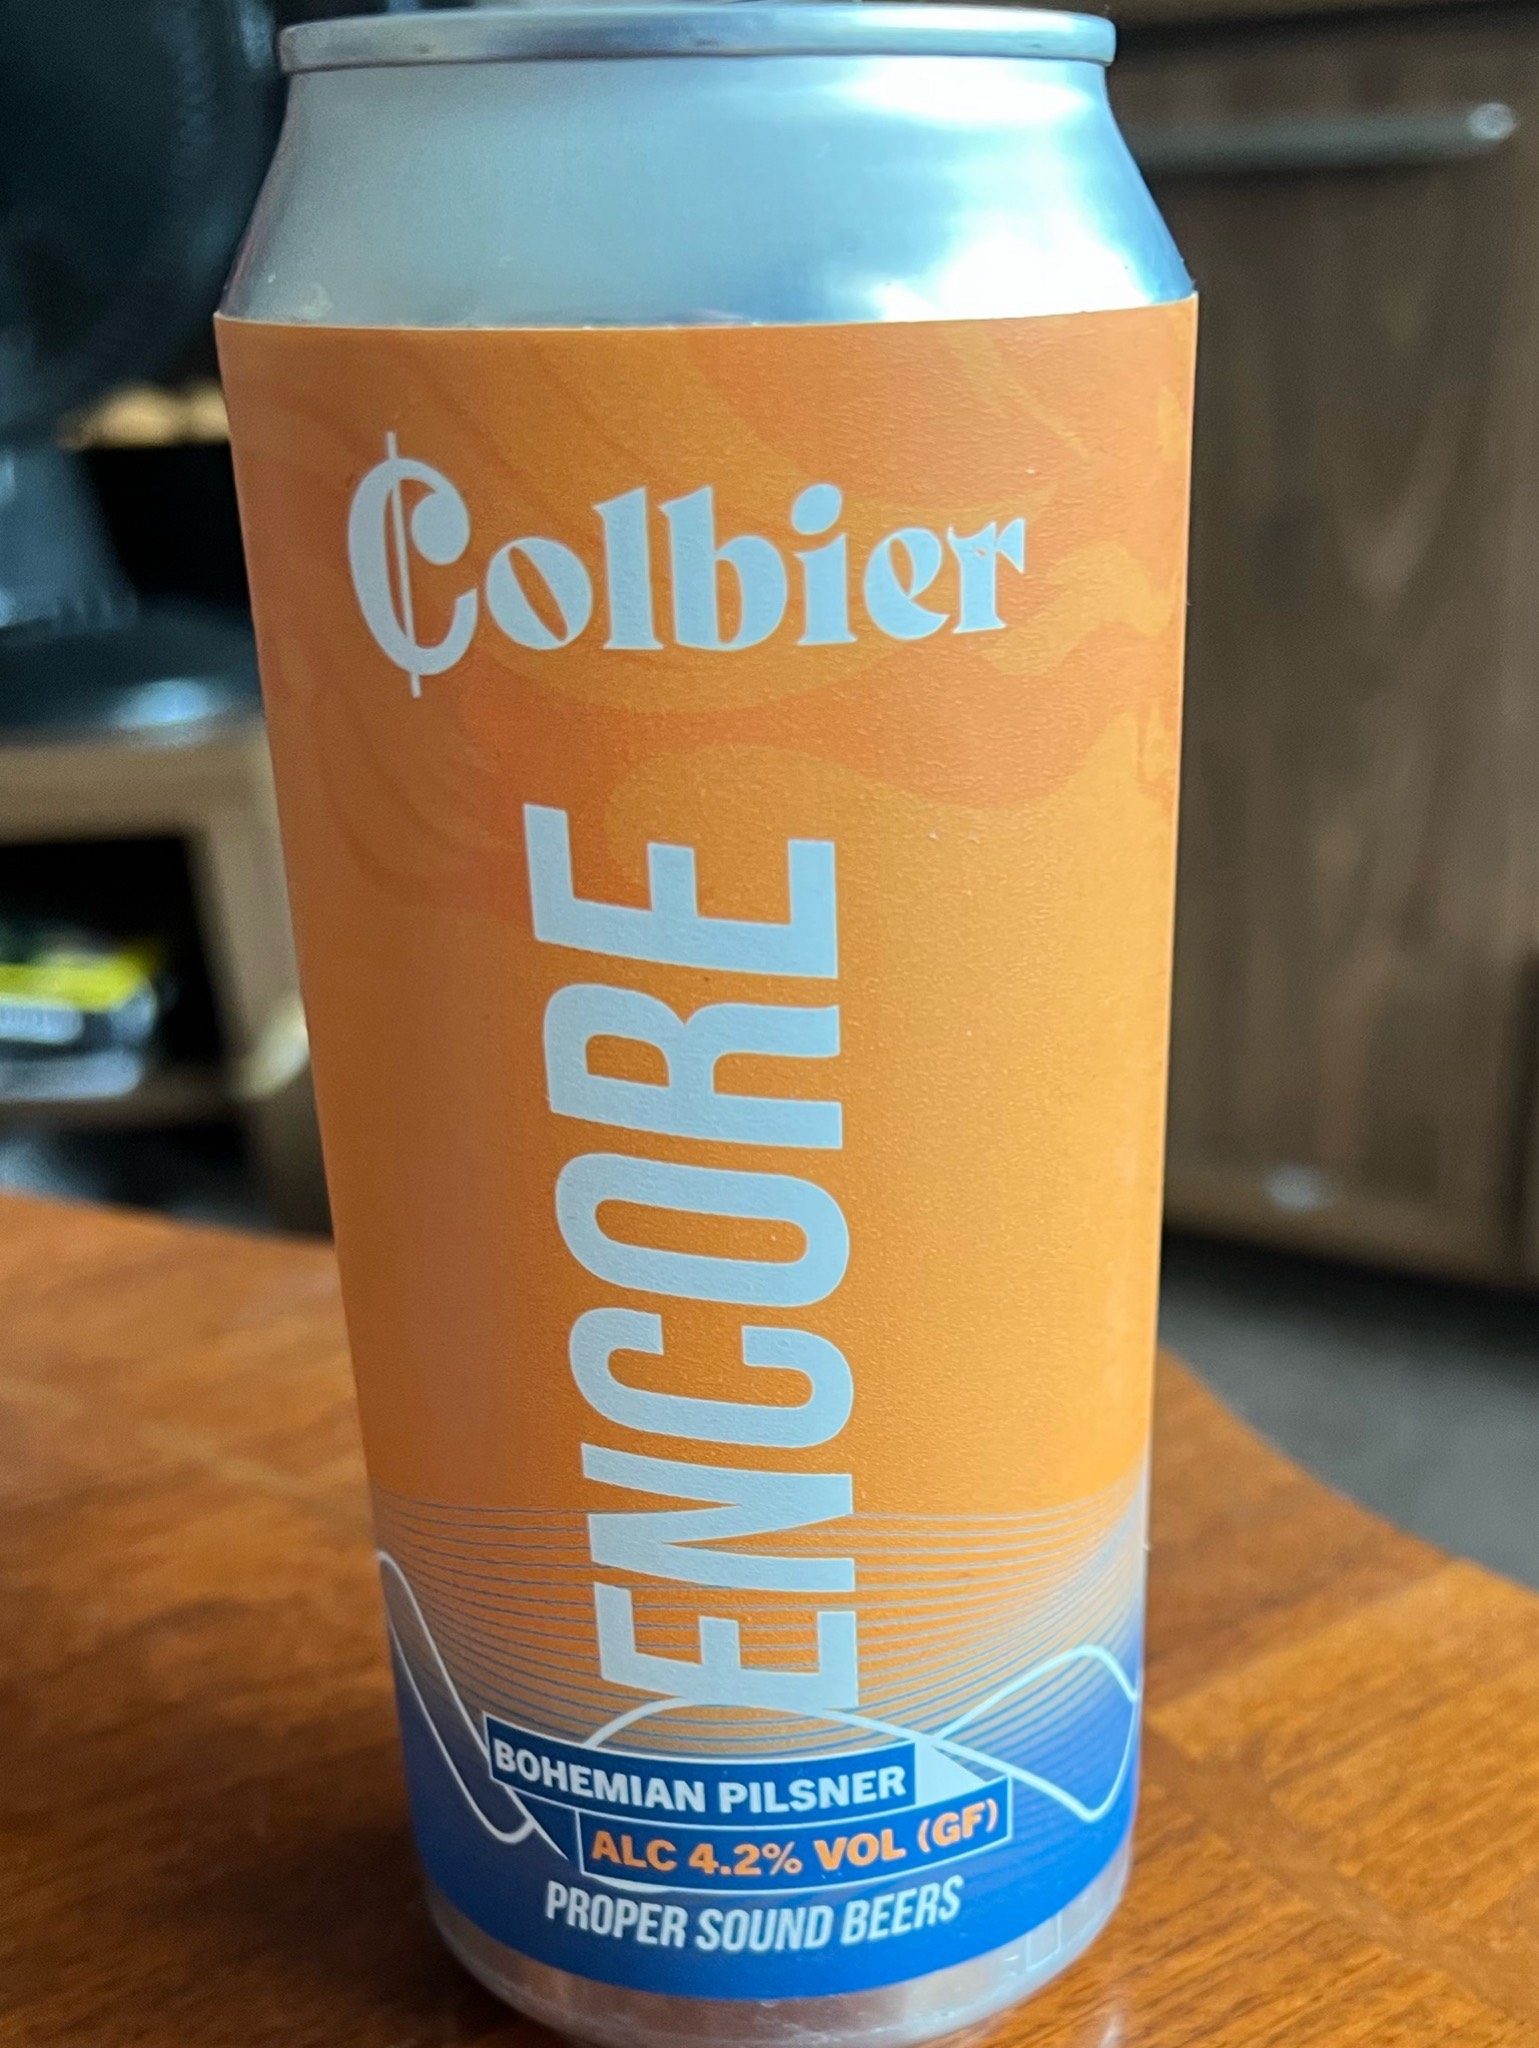 Colbier
ENCORE
BOHEMIAN PILSNER
ALC 4.2% VOL (GF)
PROPER SOUND BEERS